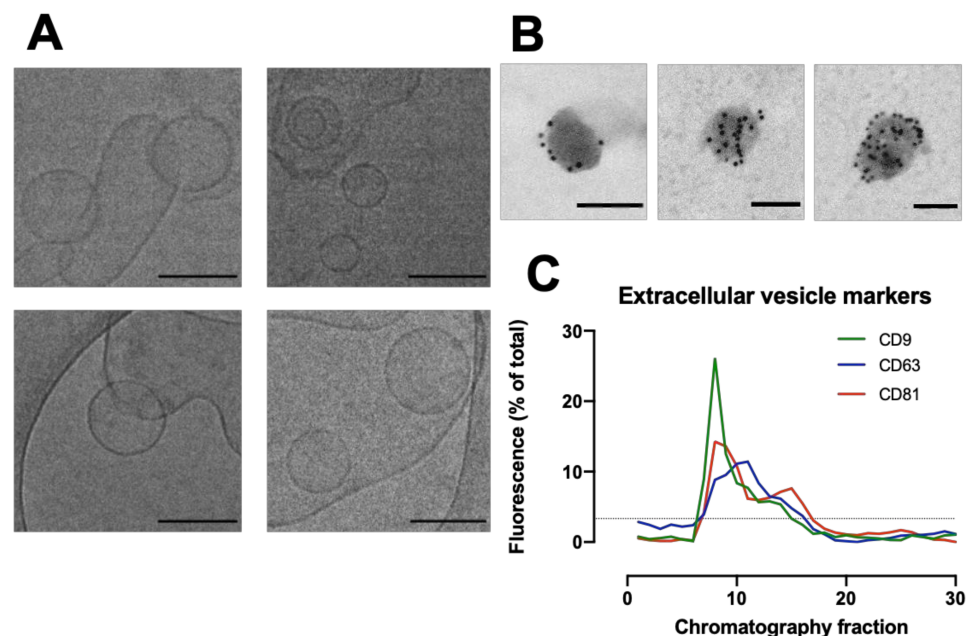 A
B
C
Extracellular vesicle markers
Fluorescence (% of total)
30
20
10
0
CD9
CD63
CD81
0 10 20 30
Chromatography fraction